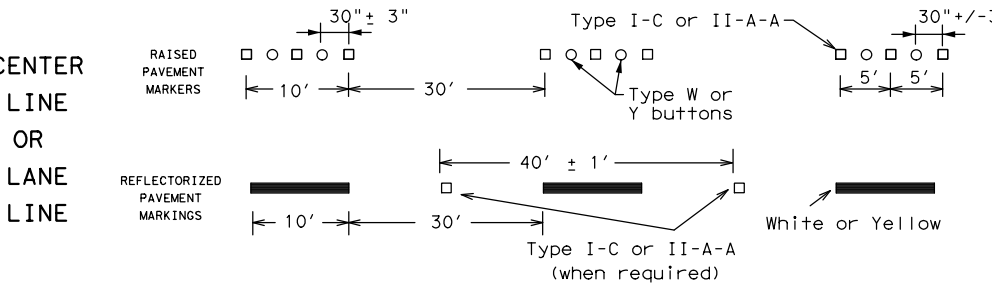 30"± 3"
Type I-C or II-A-A
30"+/-3
CENTER
LINE
OR
LANE
LINE
RAISED
PAVEMENT
MARKERS
10'
30'
Type W or
Y buttons
5'
5'
40' ± 1'
REFLECTORIZED
PAVEMENT
MARKINGS
10'
30'
Type I-C or II-A-A
(when required)
White or Yellow